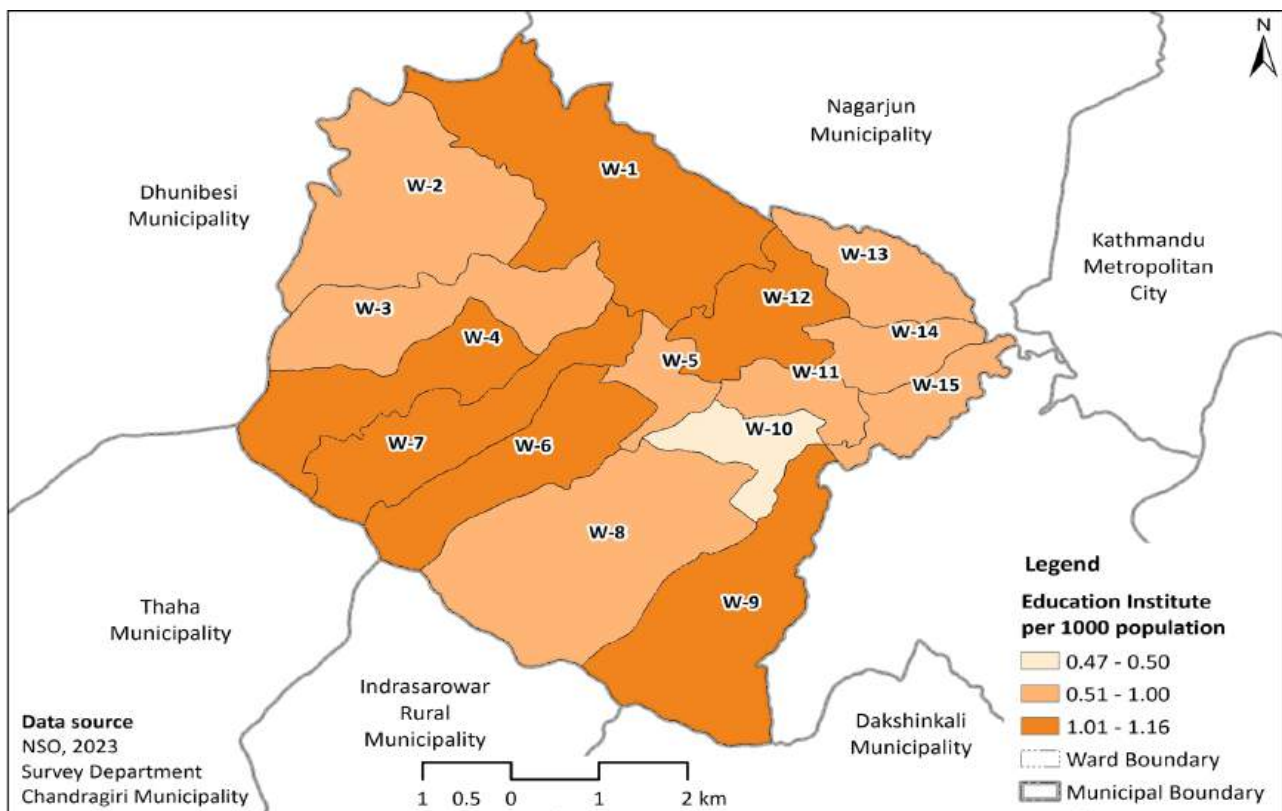 N
Nagarjun
Municipality
W-1
W-2
Dhunibesi
Municipality
Kathmandu
Metropolitan
City
W-13
W-12
W-3
W-4
W-14
W-5
W-11
W-15
W-10
W-7
W-6
W-8
W-9
Thaha
Municipality
Indrasarowar
Rural
Municipality
Dakshinkali
Municipality
Legend
Education Institute
per 1000 population
0.47 - 0.50
0.51 - 1.00
1.01 - 1.16
Ward Boundary
Municipal Boundary
Data source
NSO, 2023
Survey Department
Chandragiri Municipality
1 0.5 0 1 2 km